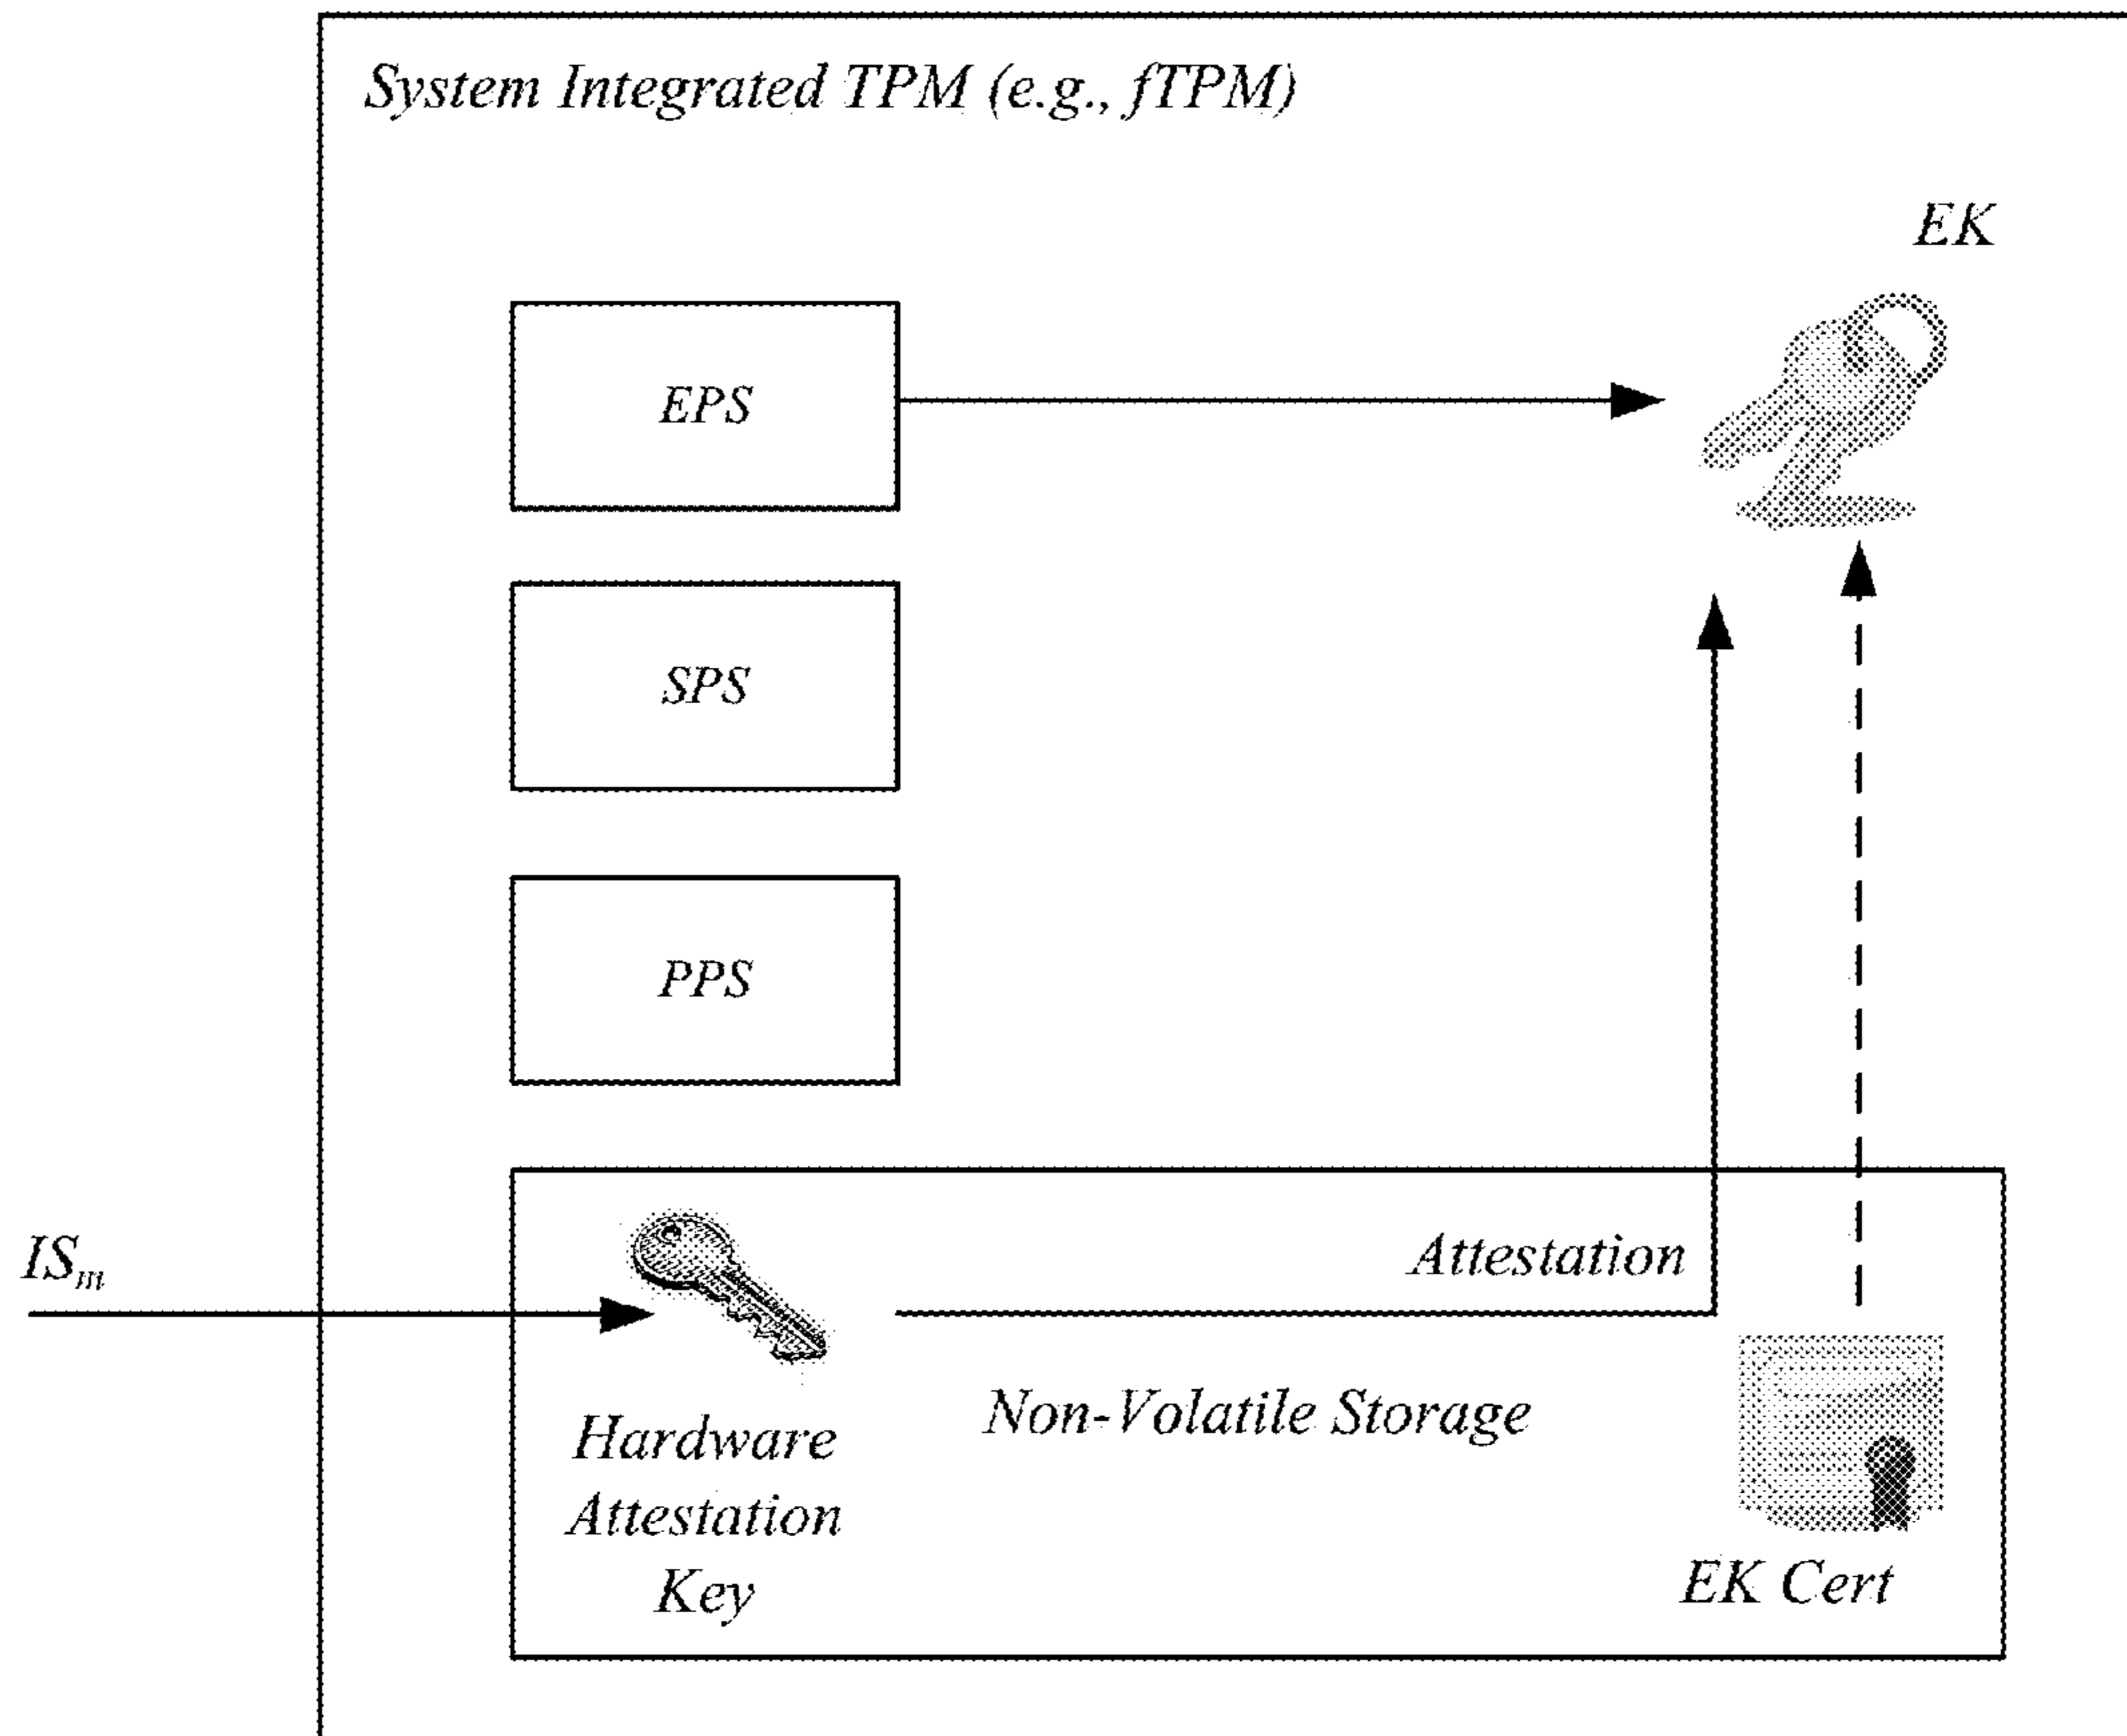 System Integrated TPM (e.g., fTPM)
EK
EPS
SPS
PPS
ISm
Attestation
Non-Volatile Storage
Hardware
Attestation
Key
EK Cert